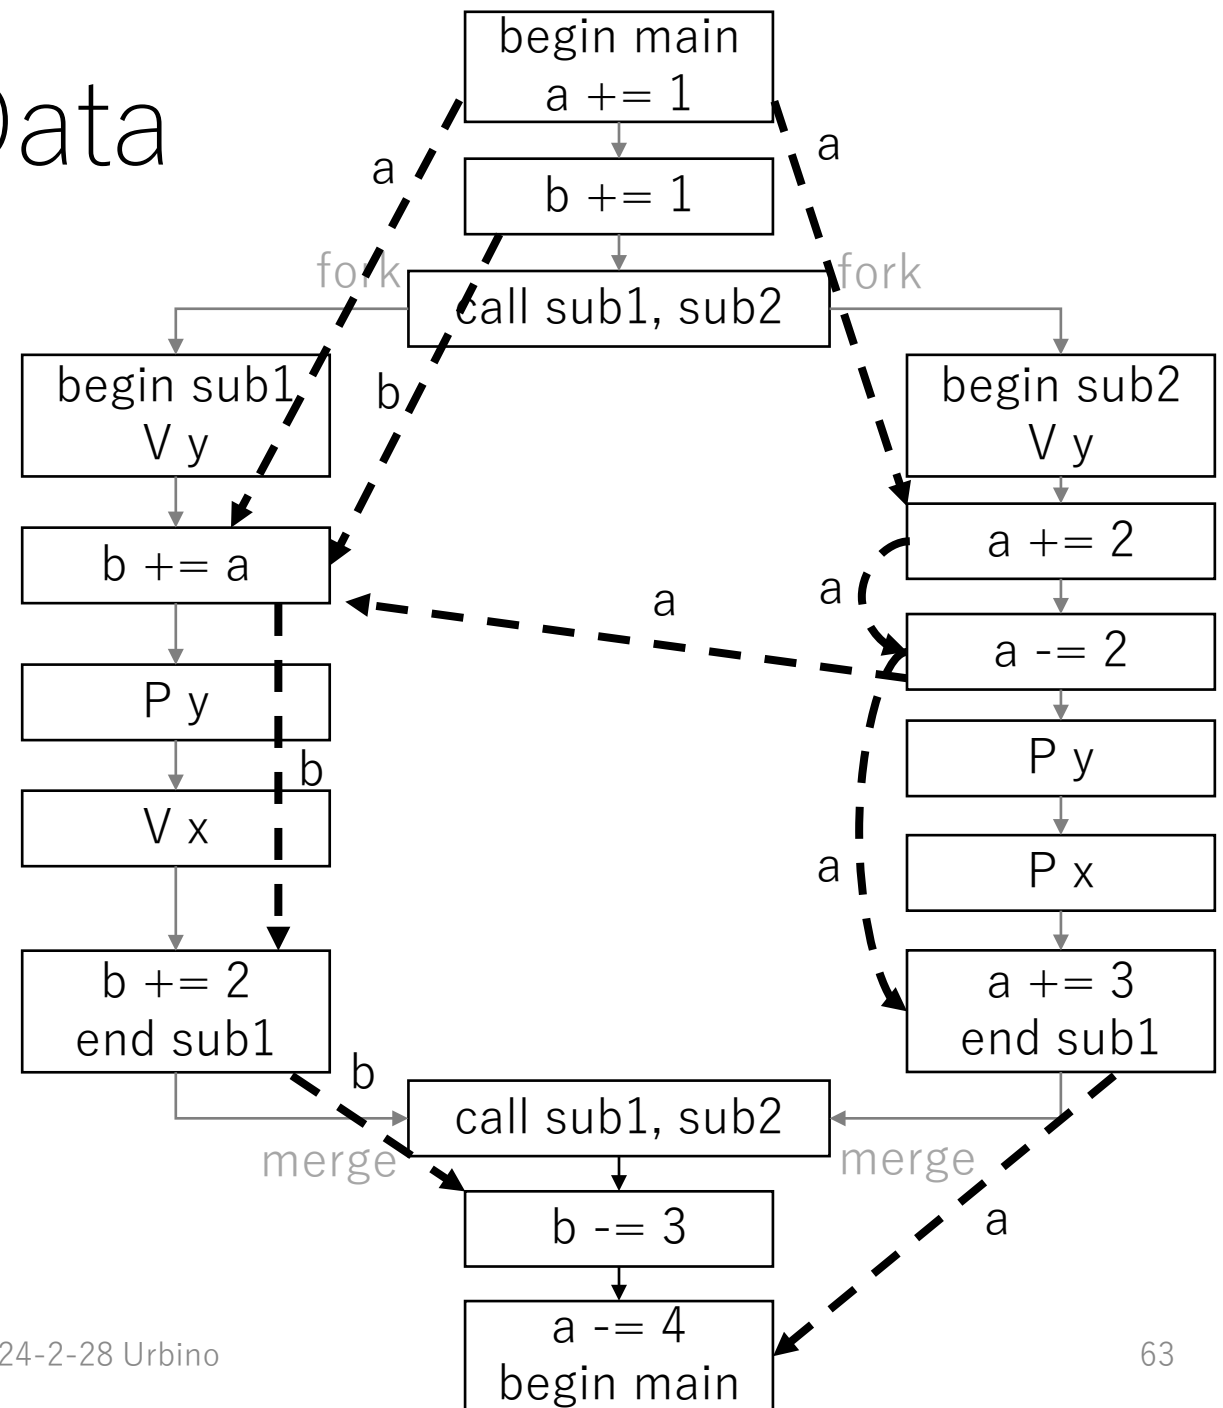 Data
begin main
a += 1
a
a
b += 1
fork
fork
call sub1, sub2
begin sub1
V y
b
begin sub2
V y
b += a
a += 2
a
a
a -= 2
P y
P y
b
V x
a
P x
b += 2
end sub1
a += 3
end sub1
b
call sub1, sub2
merge
merge
b -= 3
a
a -= 4
begin main
24-2-28 Urbino
63